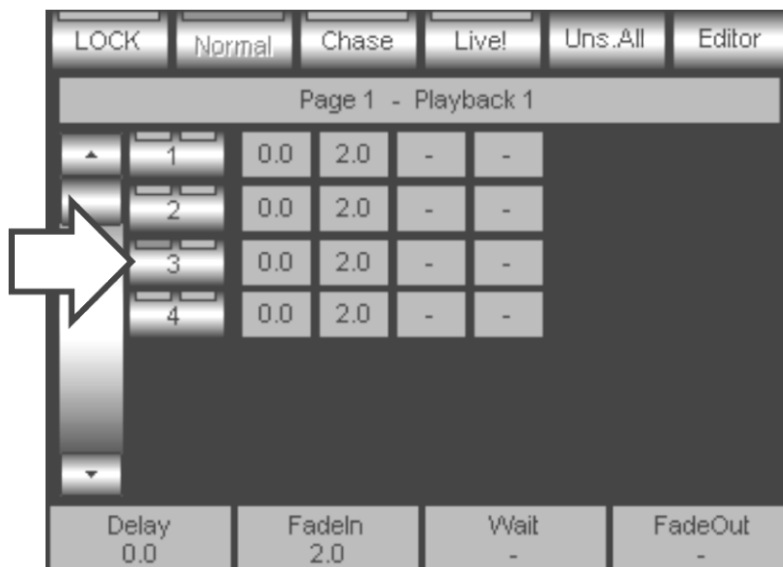 LOCK Normal Chase Live! Uns.All Editor
Page 1 - Playback 1
1 0.0 2.0 - -
2 0.0 2.0 - -
3 0.0 2.0 - -
4 0.0 2.0 - -
Delay FadeIn Wait FadeOut
0.0 2.0 - -